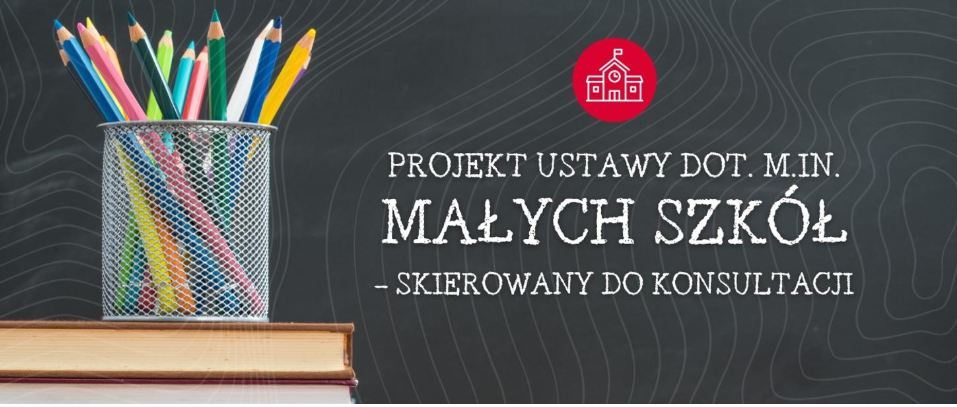 PROJEKT USTAWY DOT. M.IN.
MAŁYCH SZKÓŁ
– SKIEROWANY DO KONSULTACJI